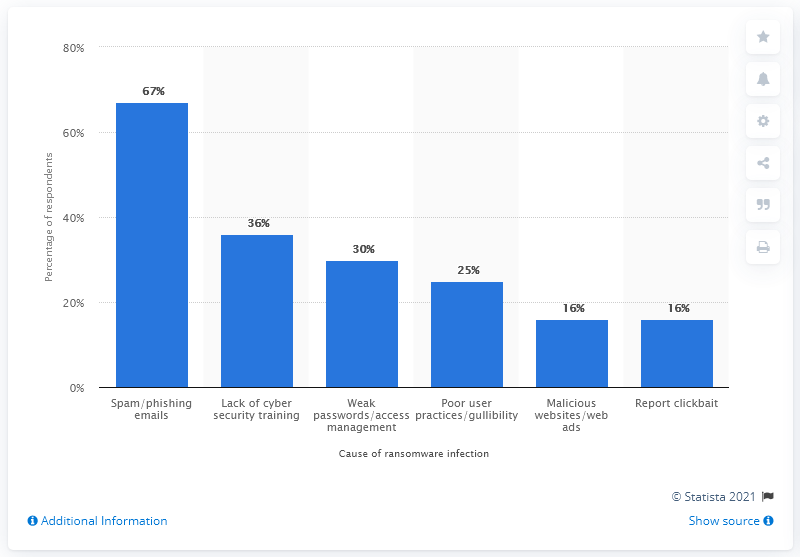 80%
60%
40%
20%
0%
Percentage of respondents
67%
36%
30%
25%
16%
16%
Spam/phishing
emails
Lack of cyber
security training
Weak
passwords/access
management
Poor user
practices/gullibility
Malicious
websites/web
ads
Report clickbait
Cause of ransomware infection
© Statista 2021
Additional Information
Show source